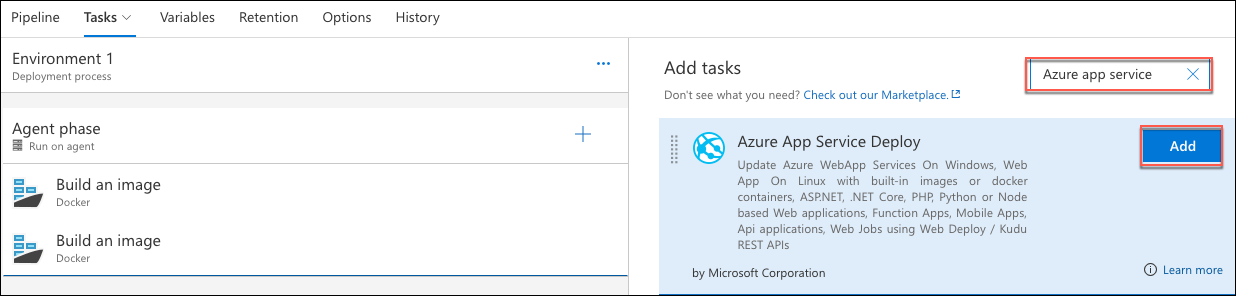 Pipeline Tasks Variables Retention Options History
Environment 1
Deployment process
Agent phase
Run on agent
Build an image
Docker
Build an image
Docker
Add tasks
Azure app service
Don't see what you need? Check out our Marketplace.
Azure App Service Deploy
Add
Update Azure WebApp Services On Windows, Web
App On Linux with built-in images or docker
containers, ASP.NET, .NET Core, PHP, Python or Node
based Web applications, Function Apps, Mobile Apps,
Api applications, Web Jobs using Web Deploy / Kudu
REST APIs
by Microsoft Corporation
Learn more